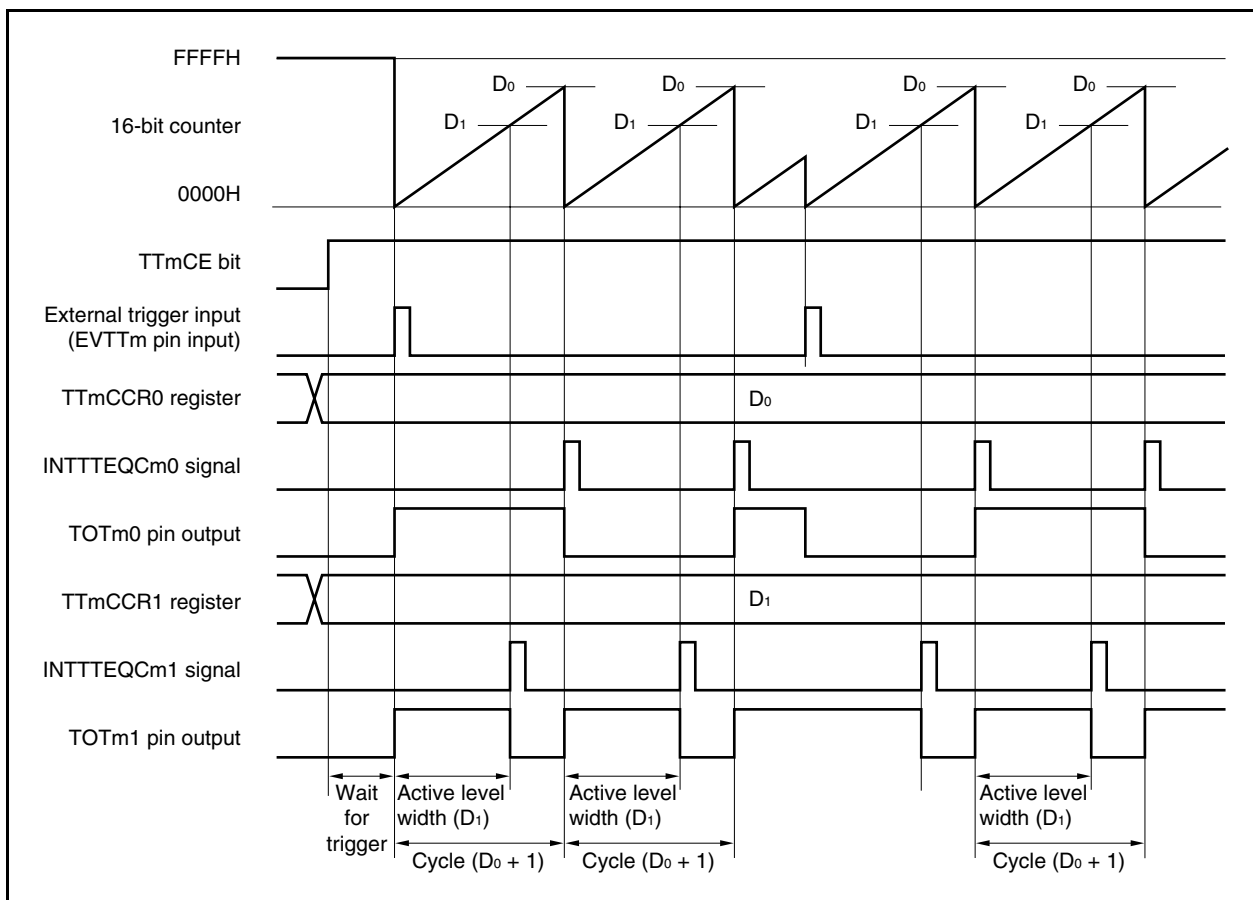 FFFFH
D0 D0 D0 D0
16-bit counter
D1 D1 D1 D1
0000H
TTmCE bit
External trigger input
(EVTTm pin input)
TTmCCR0 register
D0
INTTTEQCm0 signal
TOTm0 pin output
TTmCCR1 register
D1
INTTTEQCm1 signal
TOTm1 pin output
Wait
for
trigger
Active level
width (D1)
Active level
width (D1)
Active level
width (D1)
Cycle (D0 + 1)
Cycle (D0 + 1)
Cycle (D0 + 1)